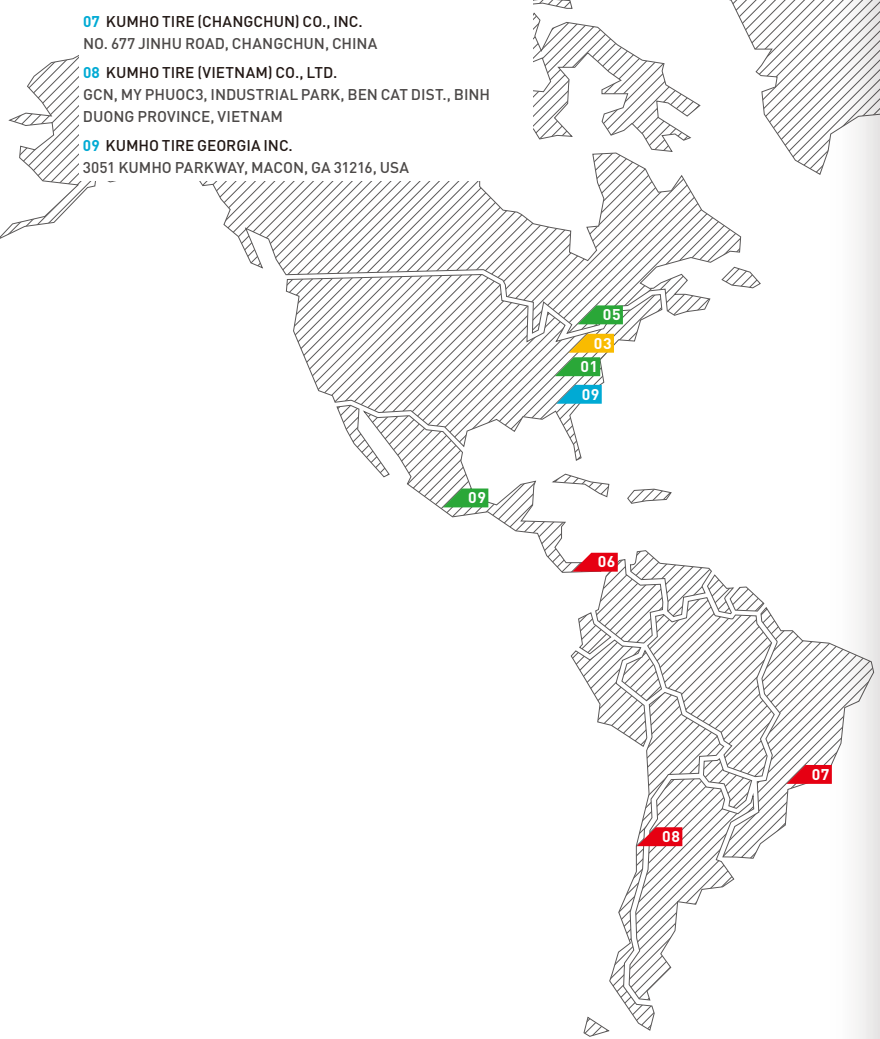 07 KUMHO TIRE (CHANGCHUN) CO., INC.
NO. 677 JINHU ROAD, CHANGCHUN, CHINA
08 KUMHO TIRE (VIETNAM) CO., LTD.
GCN, MY PHUOC3, INDUSTRIAL PARK, BEN CAT DIST., BINH
DUONG PROVINCE, VIETNAM
09 KUMHO TIRE GEORGIA INC.
3051 KUMHO PARKWAY, MACON, GA 31216, USA
05
03
01
09
09
06
07
08